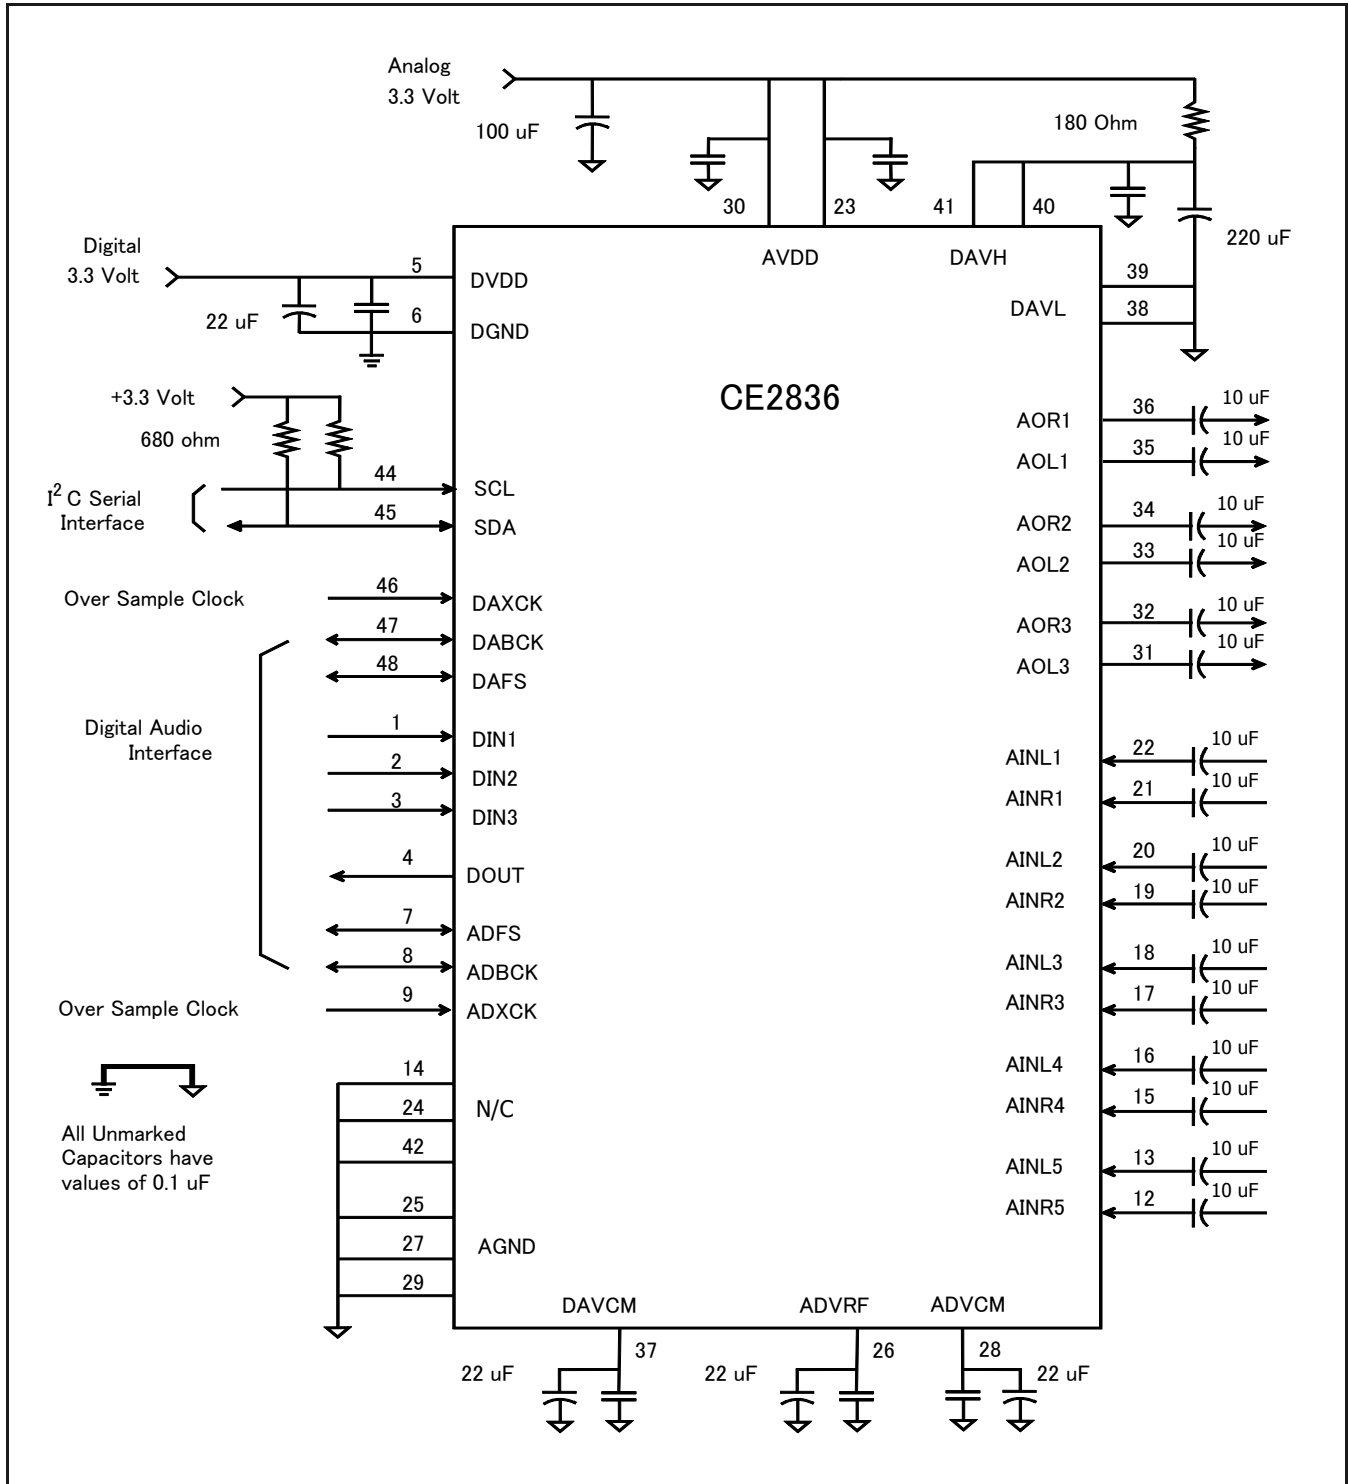 Analog
3.3 Volt
100 uF
180 Ohm
30
23
41
40
220 uF
Digital
3.3 Volt
5
22 uF
6
DVDD
DGND
AVDD
DAVH
39
DAVL
38
CE2836
+3.3 Volt
680 ohm
44
I2 C Serial
Interface
45
SCL
SDA
AOR1
36
10 uF
AOL1
35
10 uF
AOR2
34
10 uF
AOL2
33
10 uF
AOR3
32
10 uF
AOL3
31
10 uF
Over Sample Clock
46
DAXCK
47
DABCK
48
DAFS
Digital Audio
Interface
1
DIN1
2
DIN2
3
DIN3
4
DOUT
7
ADFS
8
ADBCK
Over Sample Clock
9
ADXCK
AINL1
22
10 uF
AINR1
21
10 uF
AINL2
20
10 uF
AINR2
19
10 uF
AINL3
18
10 uF
AINR3
17
10 uF
AINL4
16
10 uF
AINR4
15
10 uF
AINL5
13
10 uF
AINR5
12
10 uF
14
24
N/C
42
25
27
AGND
29
All Unmarked
Capacitors have
values of 0.1 uF
DAVCM
ADVRF
ADVCM
37
26
28
22 uF
22 uF
22 uF